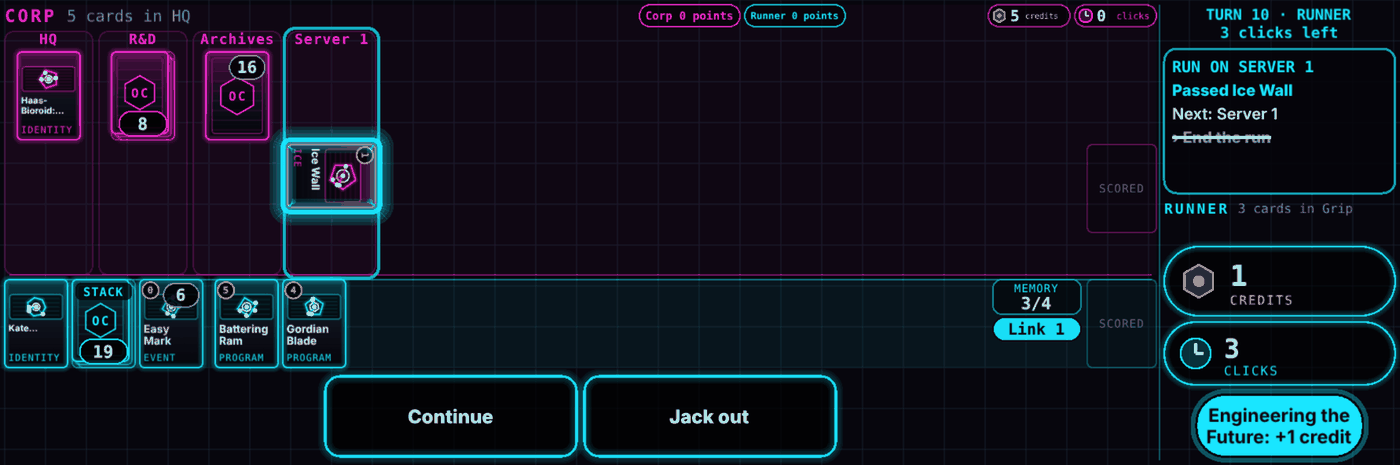 CORP 5 cards in HQ
Corp 0 points
Runner 0 points
5 credits
0 clicks
TURN 10 · RUNNER
3 clicks left
HQ
R&D
Archives
Server 1
Haas-
Bioroid:...
IDENTITY
OC
8
16
OC
Ice Wall
ICE
1
SCORED
RUN ON SERVER 1
Passed Ice Wall
Next: Server 1
• End the run
RUNNER 3 cards in Grip
1
CREDITS
3
CLICKS
Engineering the
Future: +1 credit
Kate...
IDENTITY
STACK
OC
19
0
6
Easy
Mark
EVENT
5
Battering
Ram
PROGRAM
4
Gordian
Blade
PROGRAM
MEMORY
3/4
Link 1
SCORED
Continue
Jack out